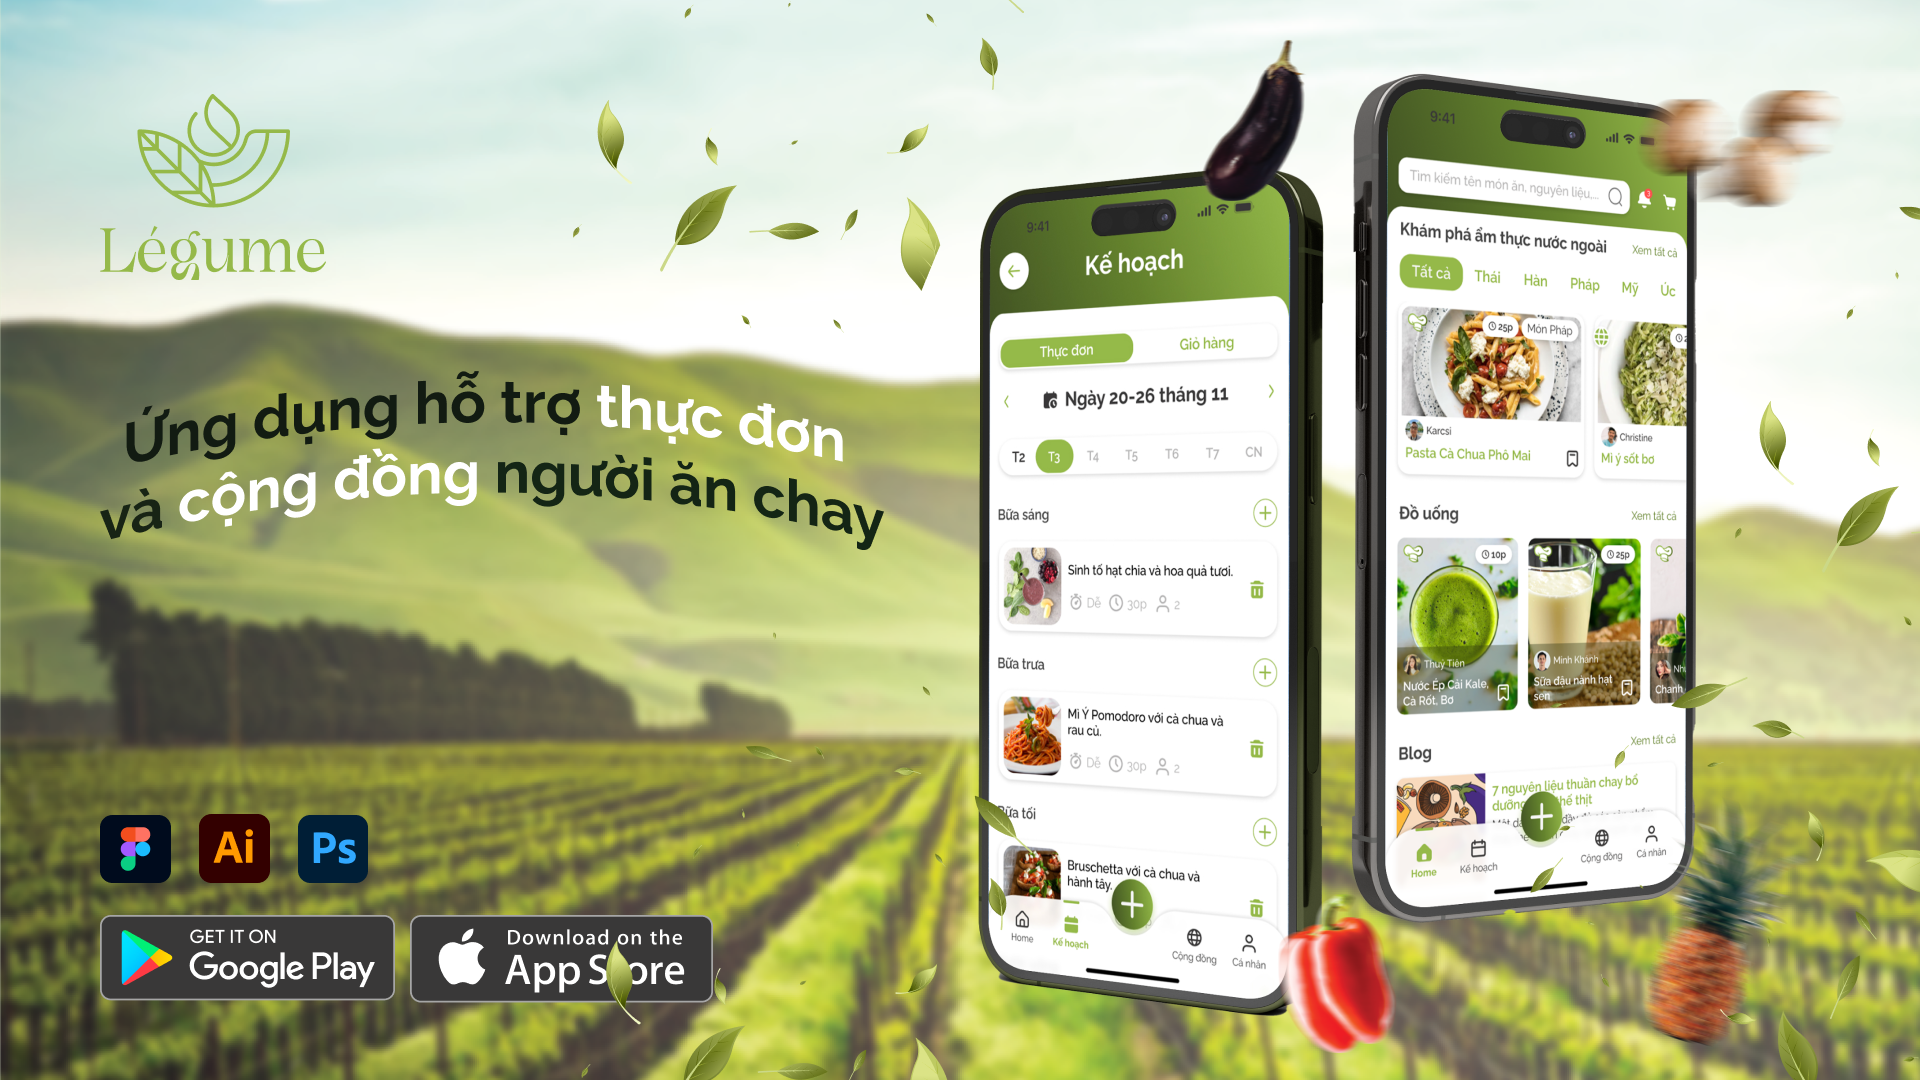 Légume
Ứng dụng hỗ trợ thực đơn
và cộng đồng người ăn chay
Ai
Ps
GET IT ON
Google Play
Download on the
App Store
9:41
Kế hoạch
Thực đơn
Giỏ hàng
Ngày 20-26 tháng 11
T2
T3
T4
T5
T6
T7
CN
Bữa sáng
Sinh tố hạt chia và hoa quả tươi.
Dễ
30p
2
Bữa trưa
Mì Ý Pomodoro với cà chua và
rau củ.
Dễ
30p
2
Bữa tối
Bruschetta với cà chua và
hành tây.
Home
Kế hoạch
Cộng đồng
Cá nhân
9:41
Tìm kiếm tên món ăn, nguyên liệu,...
Khám phá ẩm thực nước ngoài
Xem tất cả
Tất cả
Thái
Hàn
Pháp
Mỹ
Úc
25p
Món Pháp
Karcsi
Pasta Cà Chua Phô Mai
Christine
Mì ý sốt bơ
Đồ uống
Xem tất cả
10p
Thuỷ Tiên
Nước Ép Cải Kale,
Cà Rốt, Bơ
25p
Minh Khánh
Sữa đậu nành hạt
sen
Chanh
Blog
Xem tất cả
7 nguyên liệu thuần chay bổ
dưỡng thịt
Home
Kế hoạch
Cộng đồng
Cá nhân